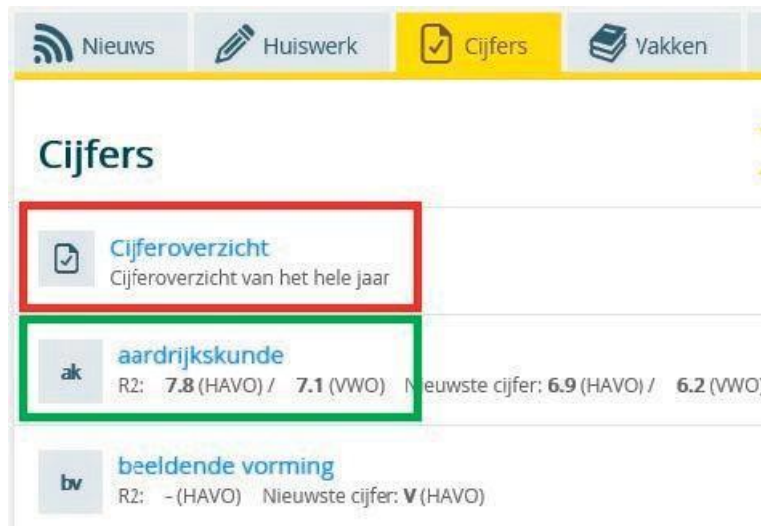 Nieuws Huiswerk Cijfers Vakken
Cijfers
Cijferoverzicht
Cijferoverzicht van het hele jaar
ak aardrijkskunde
R2: 7.8 (HAVO) / 7.1 (VWO) Nieuwste cijfer: 6.9 (HAVO) / 6.2 (VWO)
bv beeldende vorming
R2: - (HAVO) Nieuwste cijfer: V (HAVO)